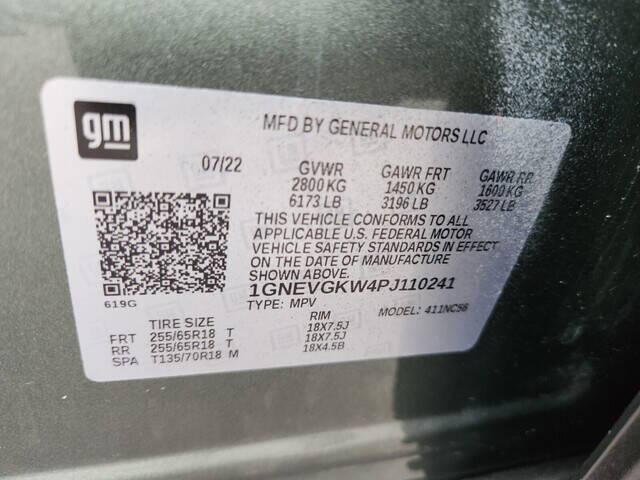 gm
MFD BY GENERAL MOTORS LLC
07/22 GVWR GAWR FRT GAWR RR
2800 KG 1450 KG 1600 KG
6173 LB 3196 LB 3527 LB
THIS VEHICLE CONFORMS TO ALL
APPLICABLE U.S. FEDERAL MOTOR
VEHICLE SAFETY STANDARDS IN EFFECT
ON THE DATE OF MANUFACTURE
SHOWN ABOVE.
1GNEVGKW4PJ110241
619G TYPE: MPV MODEL: 411NC56
TIRE SIZE RIM
FRT 255/65R18 T 18X7.5J
RR 255/65R18 T 18X7.5J
SPA T135/70R18 M 18X4.5B